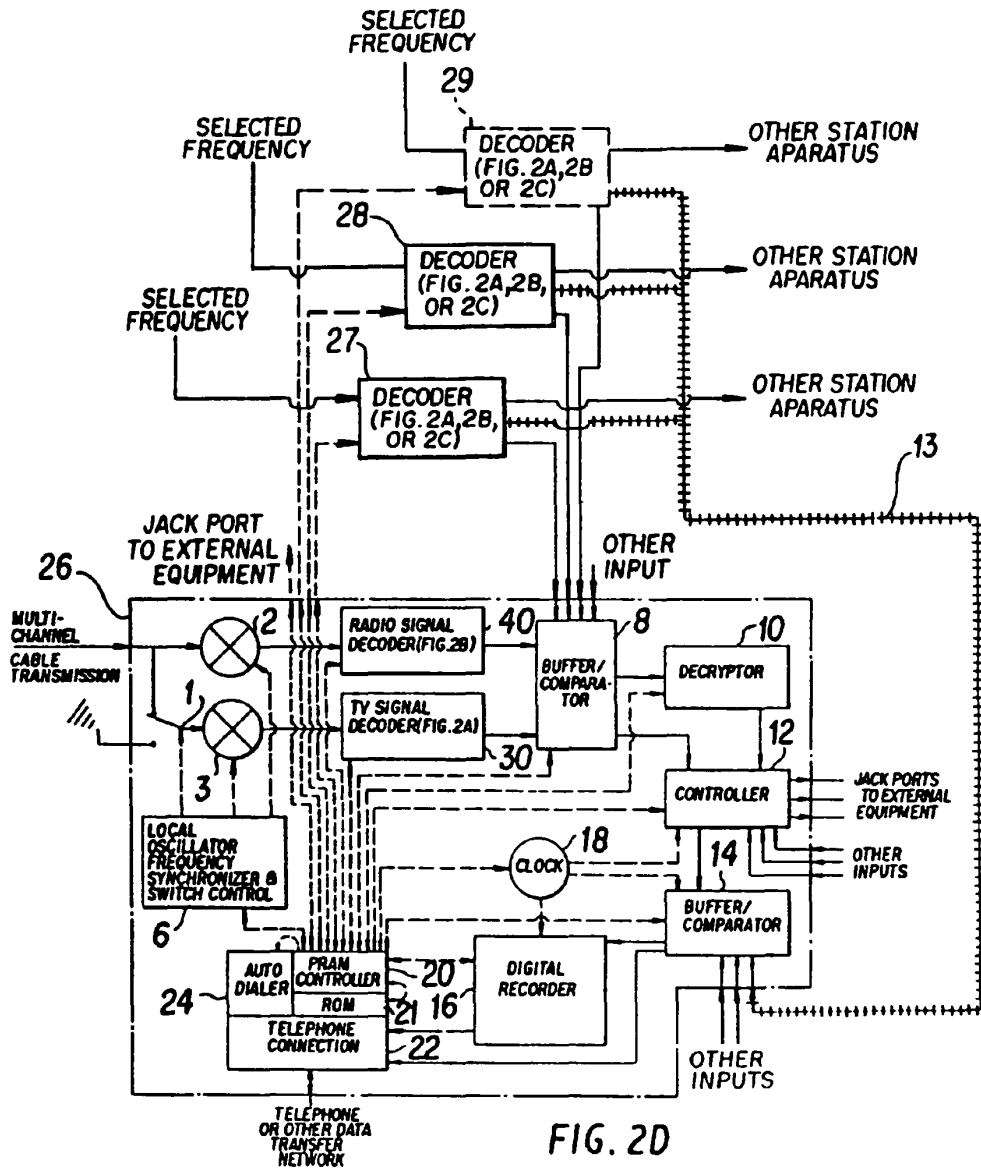 SELECTED
FREQUENCY
29
DECODER
(FIG. 2A, 2B
OR 2C)
OTHER STATION
APARATUS
SELECTED
FREQUENCY
28
DECODER
(FIG. 2A, 2B,
OR 2C)
OTHER STATION
APARATUS
SELECTED
FREQUENCY
27
DECODER
(FIG. 2A, 2B,
OR 2C)
OTHER STATION
APARATUS
13
JACK PORT
TO EXTERNAL
EQUIPMENT
OTHER
INPUT
26
MULTI-
CHANNEL
CABLE
TRANSMISSION
2
RADIO SIGNAL
DECODER (FIG. 2B)
40
8
BUFFER/
COMPARA-
TOR
10
DECRYPTOR
1
3
TV SIGNAL
DECODER (FIG. 2A)
30
12
CONTROLLER
JACK PORTS
TO EXTERNAL
EQUIPMENT
LOCAL
OSCILLATOR
FREQUENCY
SYNCHRONIZER &
SWITCH CONTROL
6
18
CLOCK
14
OTHER
INPUTS
BUFFER/
COMPARATOR
AUTO
DIALER
24
PRAM
CONTROLLER
20
ROM
21
16
DIGITAL
RECORDER
TELEPHONE
CONNECTION
22
OTHER
INPUTS
TELEPHONE
OR OTHER DATA
TRANSFER
NETWORK
FIG. 2D